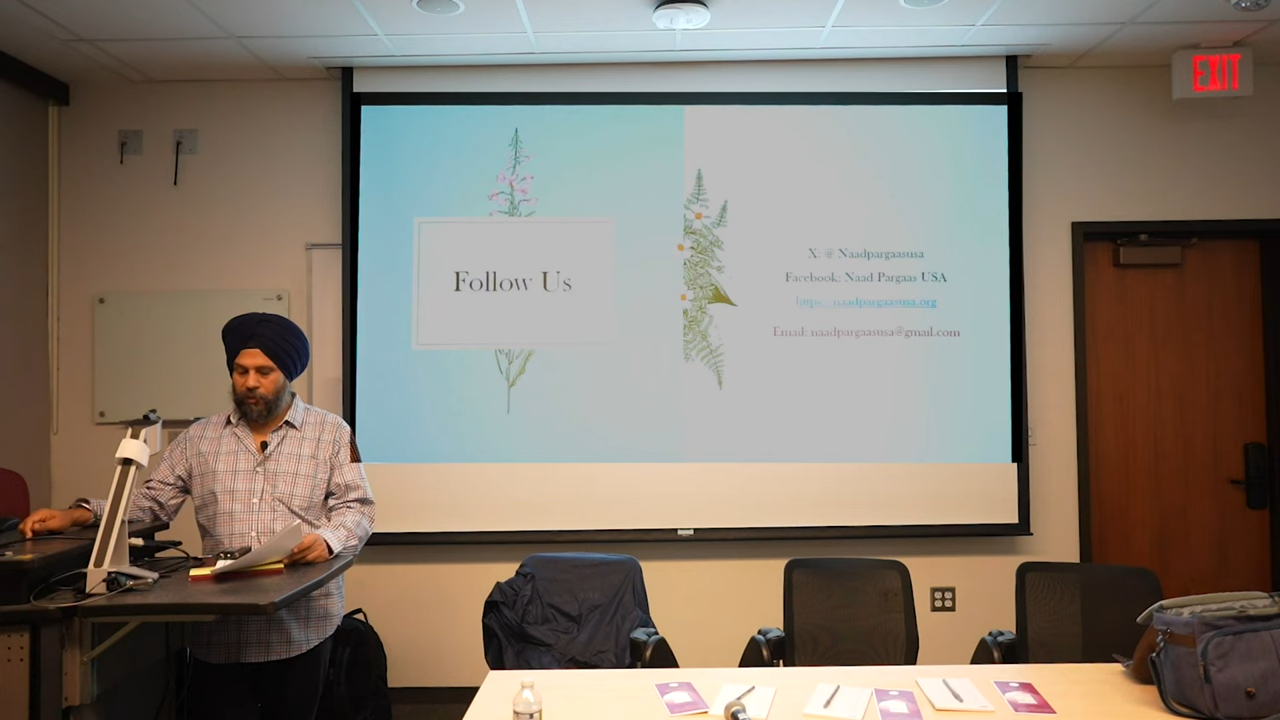 EXIT
Follow Us
X: @ Naadpargaasusa
Facebook: Naad Pargaas USA
https://naadpargaasusa.org
Email: naadpargaasusa@gmail.com